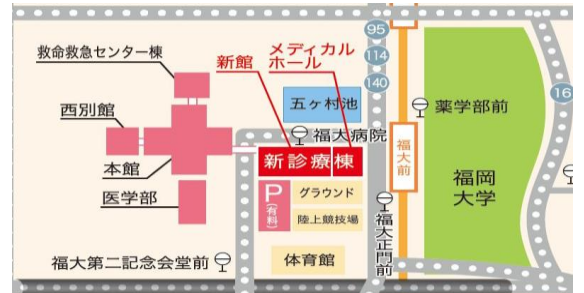 95
114
140
16
救命救急センター棟
新館
メディカル
ホール
西別館
五ヶ村池
薬学部前
福大病院
本館
新診療棟
福大前
医学部
P
(有料)
グラウンド
陸上競技場
福岡
大学
福大正門前
福大第二記念会堂前
体育館